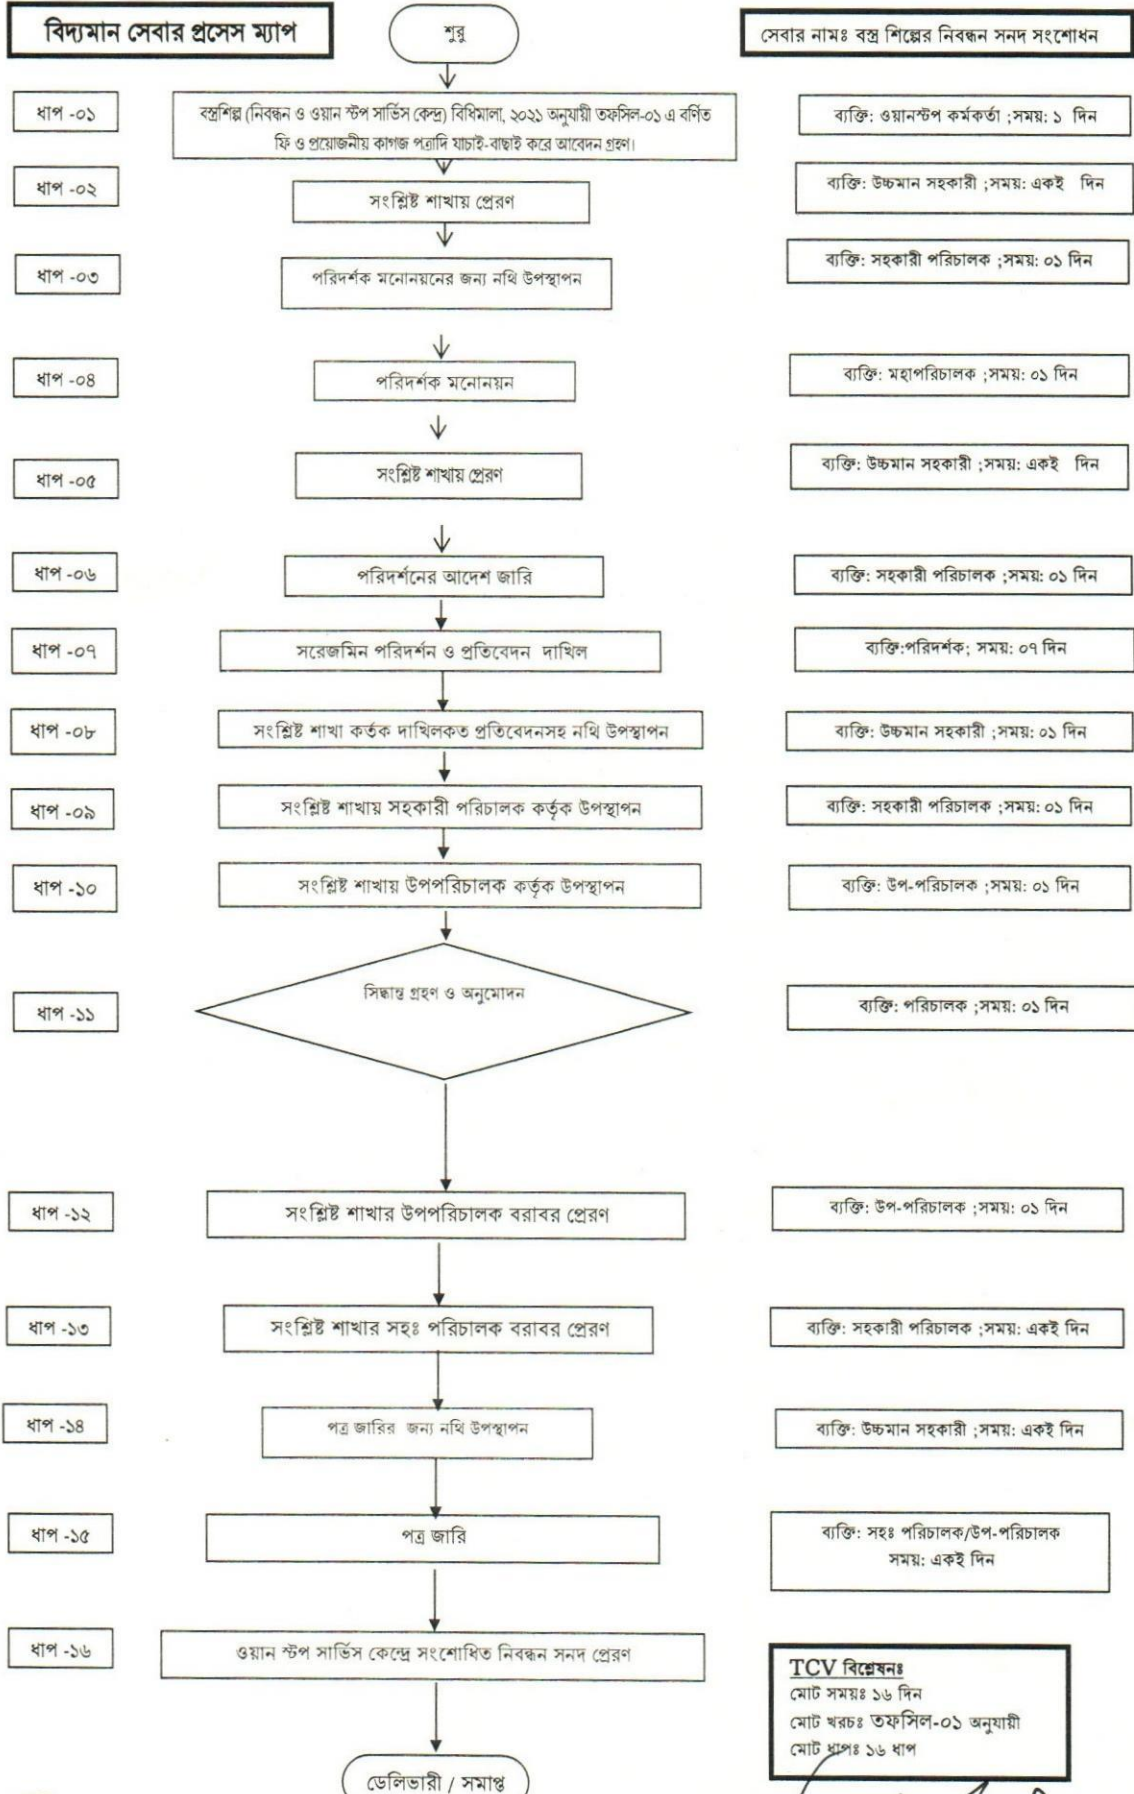 বিদ্যমান সেবার প্রসেস ম্যাপ
শুরু
সেবার নামঃ বস্ত্র শিল্পের নিবন্ধন সনদ সংশোধন
ধাপ -০১
বস্ত্রশিল্প (নিবন্ধন ও ওয়ান স্টপ সার্ভিস কেন্দ্র) বিধিমালা, ২০২১ অনুযায়ী তফসিল-০১ এ বর্ণিত
ফি ও প্রয়োজনীয় কাগজ পত্রাদি যাচাই-বাছাই করে আবেদন গ্রহণ।
ব্যক্তি: ওয়ানস্টপ কর্মকর্তা ;সময়: ১ দিন
ধাপ -০২
সংশ্লিষ্ট শাখায় প্রেরণ
ব্যক্তি: উচ্চমান সহকারী ;সময়: একই দিন
ধাপ -০৩
পরিদর্শক মনোনয়নের জন্য নথি উপস্থাপন
ব্যক্তি: সহকারী পরিচালক ;সময়: ০১ দিন
ধাপ -০৪
পরিদর্শক মনোনয়ন
ব্যক্তি: মহাপরিচালক ;সময়: ০১ দিন
ধাপ -০৫
সংশ্লিষ্ট শাখায় প্রেরণ
ব্যক্তি: উচ্চমান সহকারী ;সময়: একই দিন
ধাপ -০৬
পরিদর্শনের আদেশ জারি
ব্যক্তি: সহকারী পরিচালক ;সময়: ০১ দিন
ধাপ -০৭
সরেজমিন পরিদর্শন ও প্রতিবেদন দাখিল
ব্যক্তি:পরিদর্শক; সময়: ০৭ দিন
ধাপ -০৮
সংশ্লিষ্ট শাখা কর্তক দাখিলকত প্রতিবেদনসহ নথি উপস্থাপন
ব্যক্তি: উচ্চমান সহকারী ;সময়: ০১ দিন
ধাপ -০৯
সংশ্লিষ্ট শাখায় সহকারী পরিচালক কর্তৃক উপস্থাপন
ব্যক্তি: সহকারী পরিচালক ;সময়: ০১ দিন
ধাপ -১০
সংশ্লিষ্ট শাখায় উপপরিচালক কর্তৃক উপস্থাপন
ব্যক্তি: উপ-পরিচালক ;সময়: ০১ দিন
ধাপ -১১
সিদ্ধান্ত গ্রহণ ও অনুমোদন
ব্যক্তি: পরিচালক ;সময়: ০১ দিন
ধাপ -১২
সংশ্লিষ্ট শাখার উপপরিচালক বরাবর প্রেরণ
ব্যক্তি: উপ-পরিচালক ;সময়: ০১ দিন
ধাপ -১৩
সংশ্লিষ্ট শাখার সহঃ পরিচালক বরাবর প্রেরণ
ব্যক্তি: সহকারী পরিচালক ;সময়: একই দিন
ধাপ -১৪
পত্র জারির জন্য নথি উপস্থাপন
ব্যক্তি: উচ্চমান সহকারী ;সময়: একই দিন
ধাপ -১৫
পত্র জারি
ব্যক্তি: সহঃ পরিচালক/উপ-পরিচালক
সময়: একই দিন
ধাপ -১৬
ওয়ান স্টপ সার্ভিস কেন্দ্রে সংশোধিত নিবন্ধন সনদ প্রেরণ
TCV বিশ্লেষনঃ
মোট সময়ঃ ১৬ দিন
মোট খরচঃ তফসিল-০১ অনুযায়ী
মোট ধাপঃ ১৬ ধাপ
ডেলিভারী / সমাপ্ত